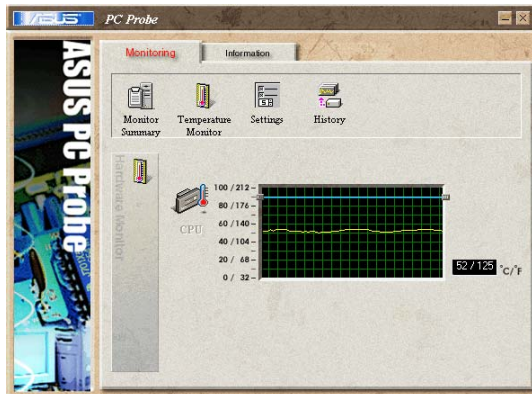 ASUS PC Probe
ASUS PC Probe
Monitoring
Information
Monitor Summary
Temperature Monitor
Settings
History
Hardware Monitor
CPU
100 / 212
80 / 176
60 / 140
40 / 104
20 / 68
0 / 32
52 / 125 °C/°F